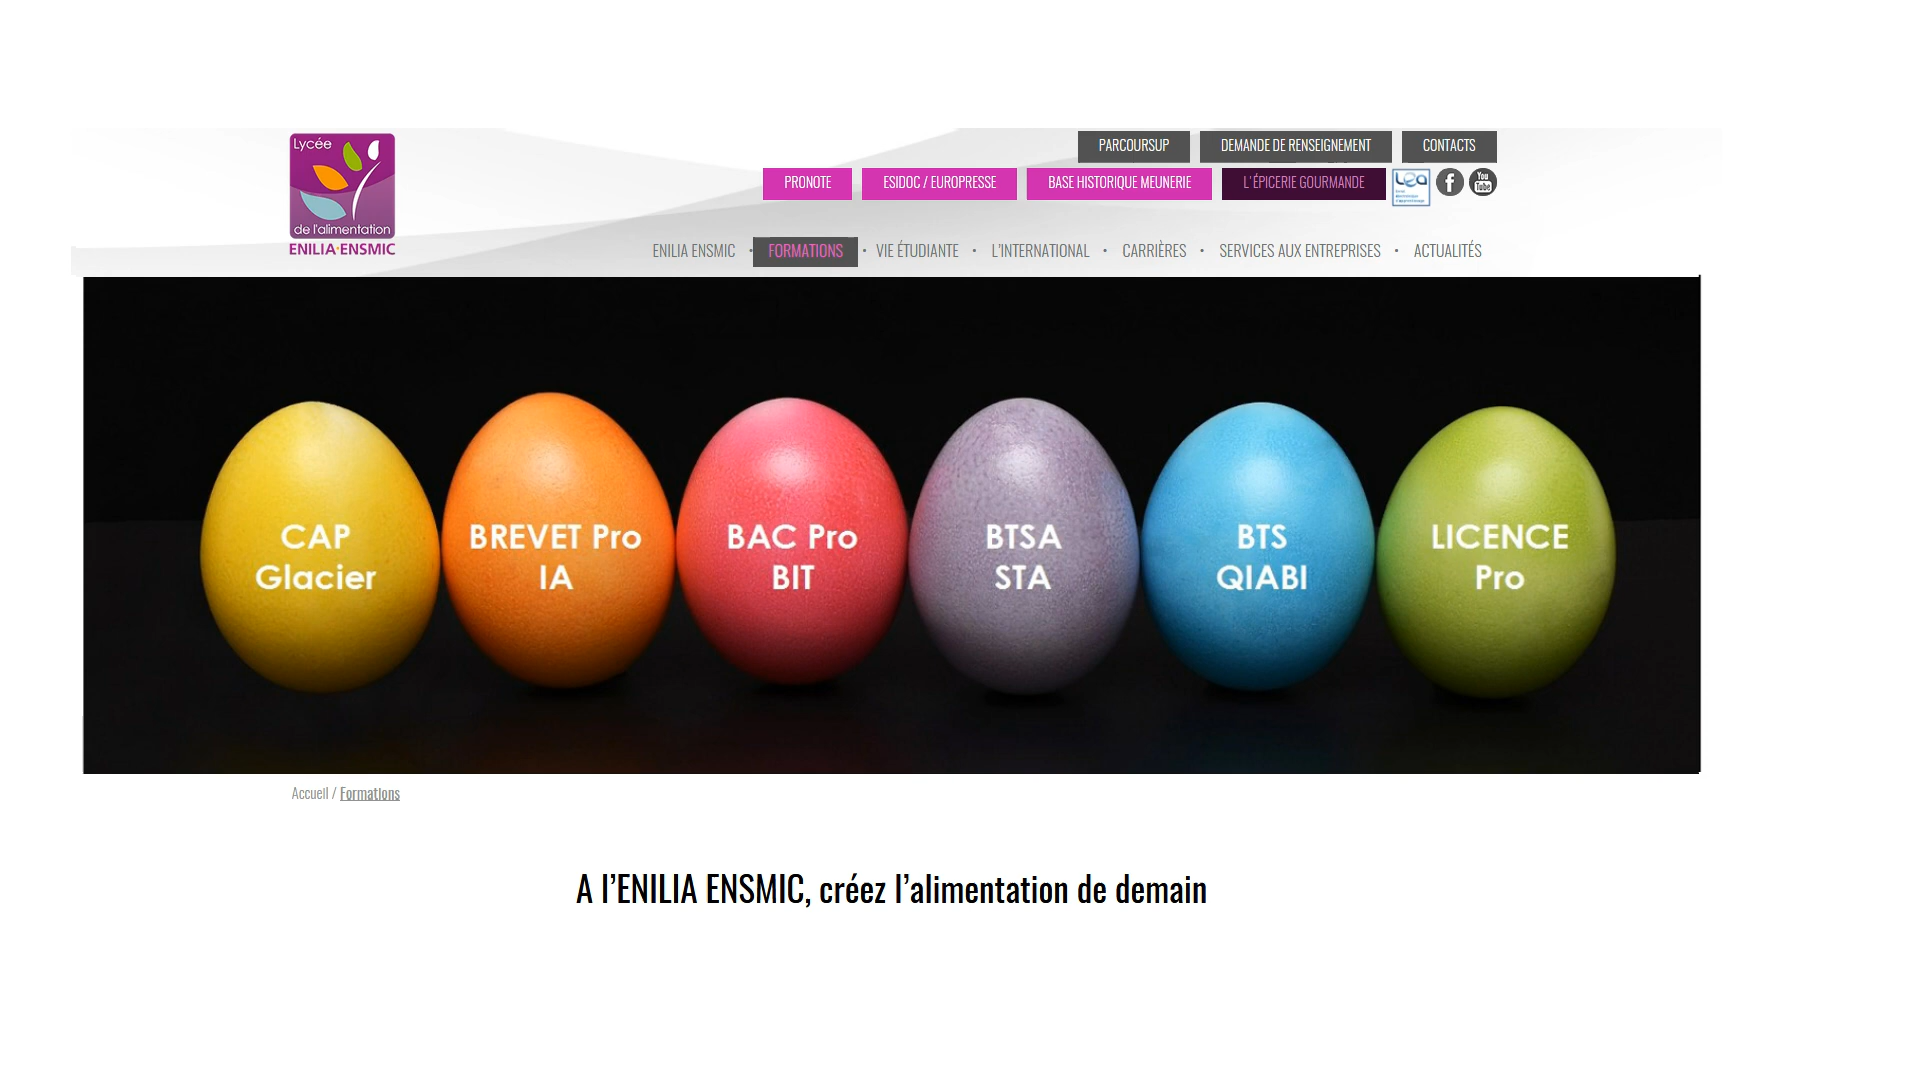 Lycée
de l'alimentation
ENILIA·ENSMIC
PARCOURSUP
DEMANDE DE RENSEIGNEMENT
CONTACTS
PRONOTE
ESIDOC / EUROPRESSE
BASE HISTORIQUE MEUNERIE
L'ÉPICERIE GOURMANDE
Lea
You
Tube
ENILIA ENSMIC • FORMATIONS • VIE ÉTUDIANTE • L'INTERNATIONAL • CARRIÈRES • SERVICES AUX ENTREPRISES • ACTUALITÉS
CAP
Glacier
BREVET Pro
IA
BAC Pro
BIT
BTSA
STA
BTS
QIABI
LICENCE
Pro
Accueil / Formations
A l’ENILIA ENSMIC, créez l’alimentation de demain